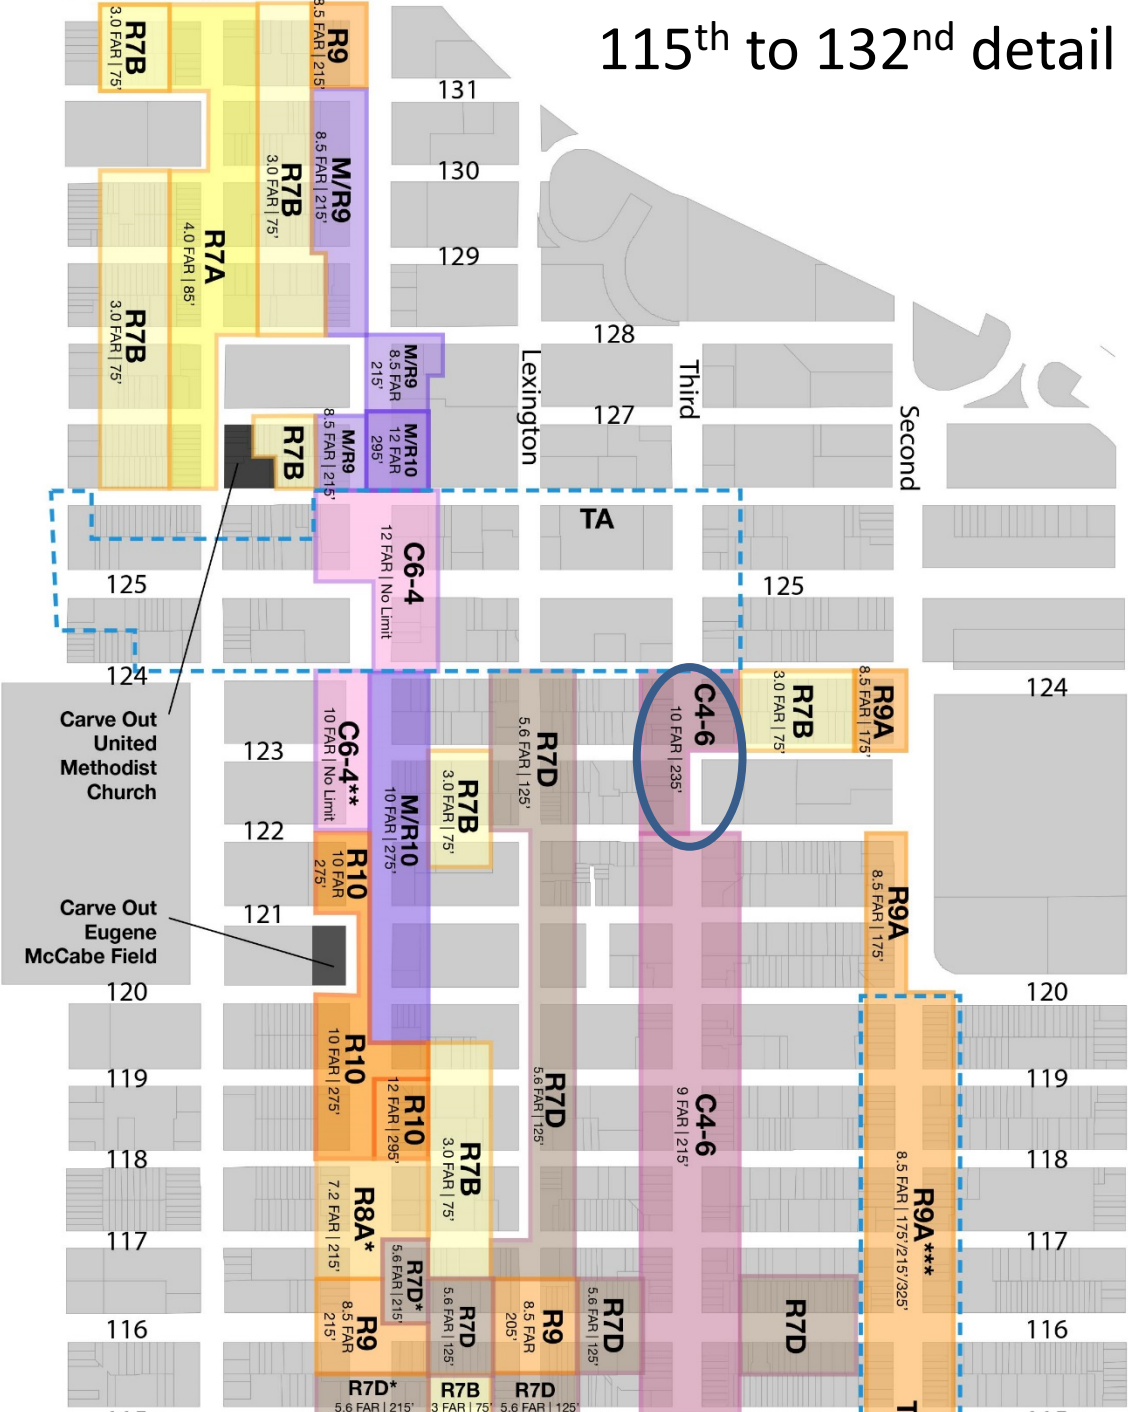 115th to 132nd detail
R7B
3.0 FAR | 75'
R9
8.5 FAR | 215'
131
130
129
128
127
M/R9
8.5 FAR | 215'
R7B
3.0 FAR | 75'
R7A
4.0 FAR | 85'
R7B
3.0 FAR | 75'
M/R9
8.5 FAR
215'
M/R10
12 FAR
295'
M/R9
8.5 FAR | 215'
R7B
Lexington
Third
Second
TA
C6-4
12 FAR | No Limit
125
125
124
124
Carve Out
United
Methodist
Church
C6-4**
10 FAR | No Limit
M/R10
10 FAR | 275'
R7B
3.0 FAR | 75'
R7D
5.6 FAR | 125'
C4-6
10 FAR | 235'
R7B
3.0 FAR | 75'
R9A
8.5 FAR | 175'
123
122
R10
10 FAR
275'
R9A
8.5 FAR | 175'
121
Carve Out
Eugene
McCabe Field
120
120
R10
10 FAR | 275'
R10
12 FAR | 295'
R7B
3.0 FAR | 75'
R7D
5.6 FAR | 125'
C4-6
9 FAR | 215'
R9A***
8.5 FAR | 175'/215'/325'
119
119
118
118
R8A*
7.2 FAR | 215'
117
117
R7D*
5.6 FAR | 215'
R9
8.5 FAR
215'
R7D
5.6 FAR | 125'
R9
8.5 FAR
205'
R7D
5.6 FAR | 125'
R7D
116
116
R7D*
5.6 FAR | 215'
R7B
3 FAR | 75'
R7D
5.6 FAR | 125'